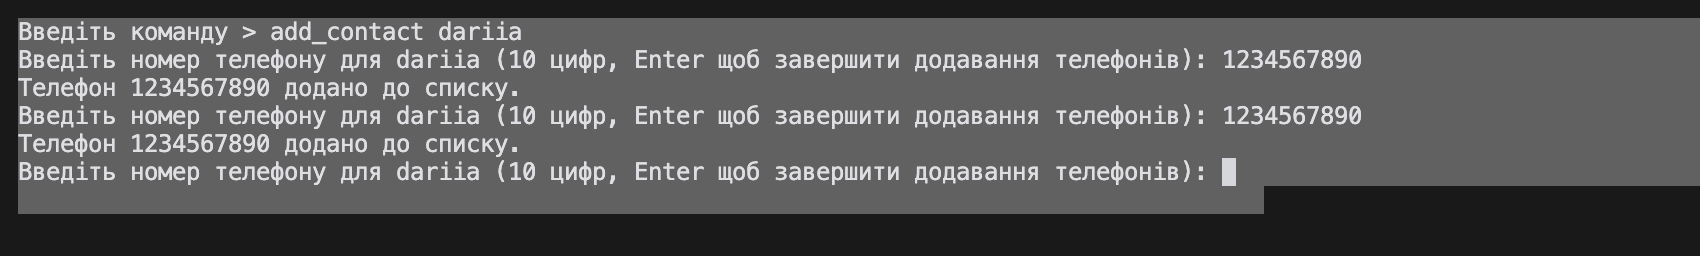 Введіть команду > add_contact dariia
Введіть номер телефону для dariia (10 цифр, Enter щоб завершити додавання телефонів): 1234567890
Телефон 1234567890 додано до списку.
Введіть номер телефону для dariia (10 цифр, Enter щоб завершити додавання телефонів): 1234567890
Телефон 1234567890 додано до списку.
Введіть номер телефону для dariia (10 цифр, Enter щоб завершити додавання телефонів):